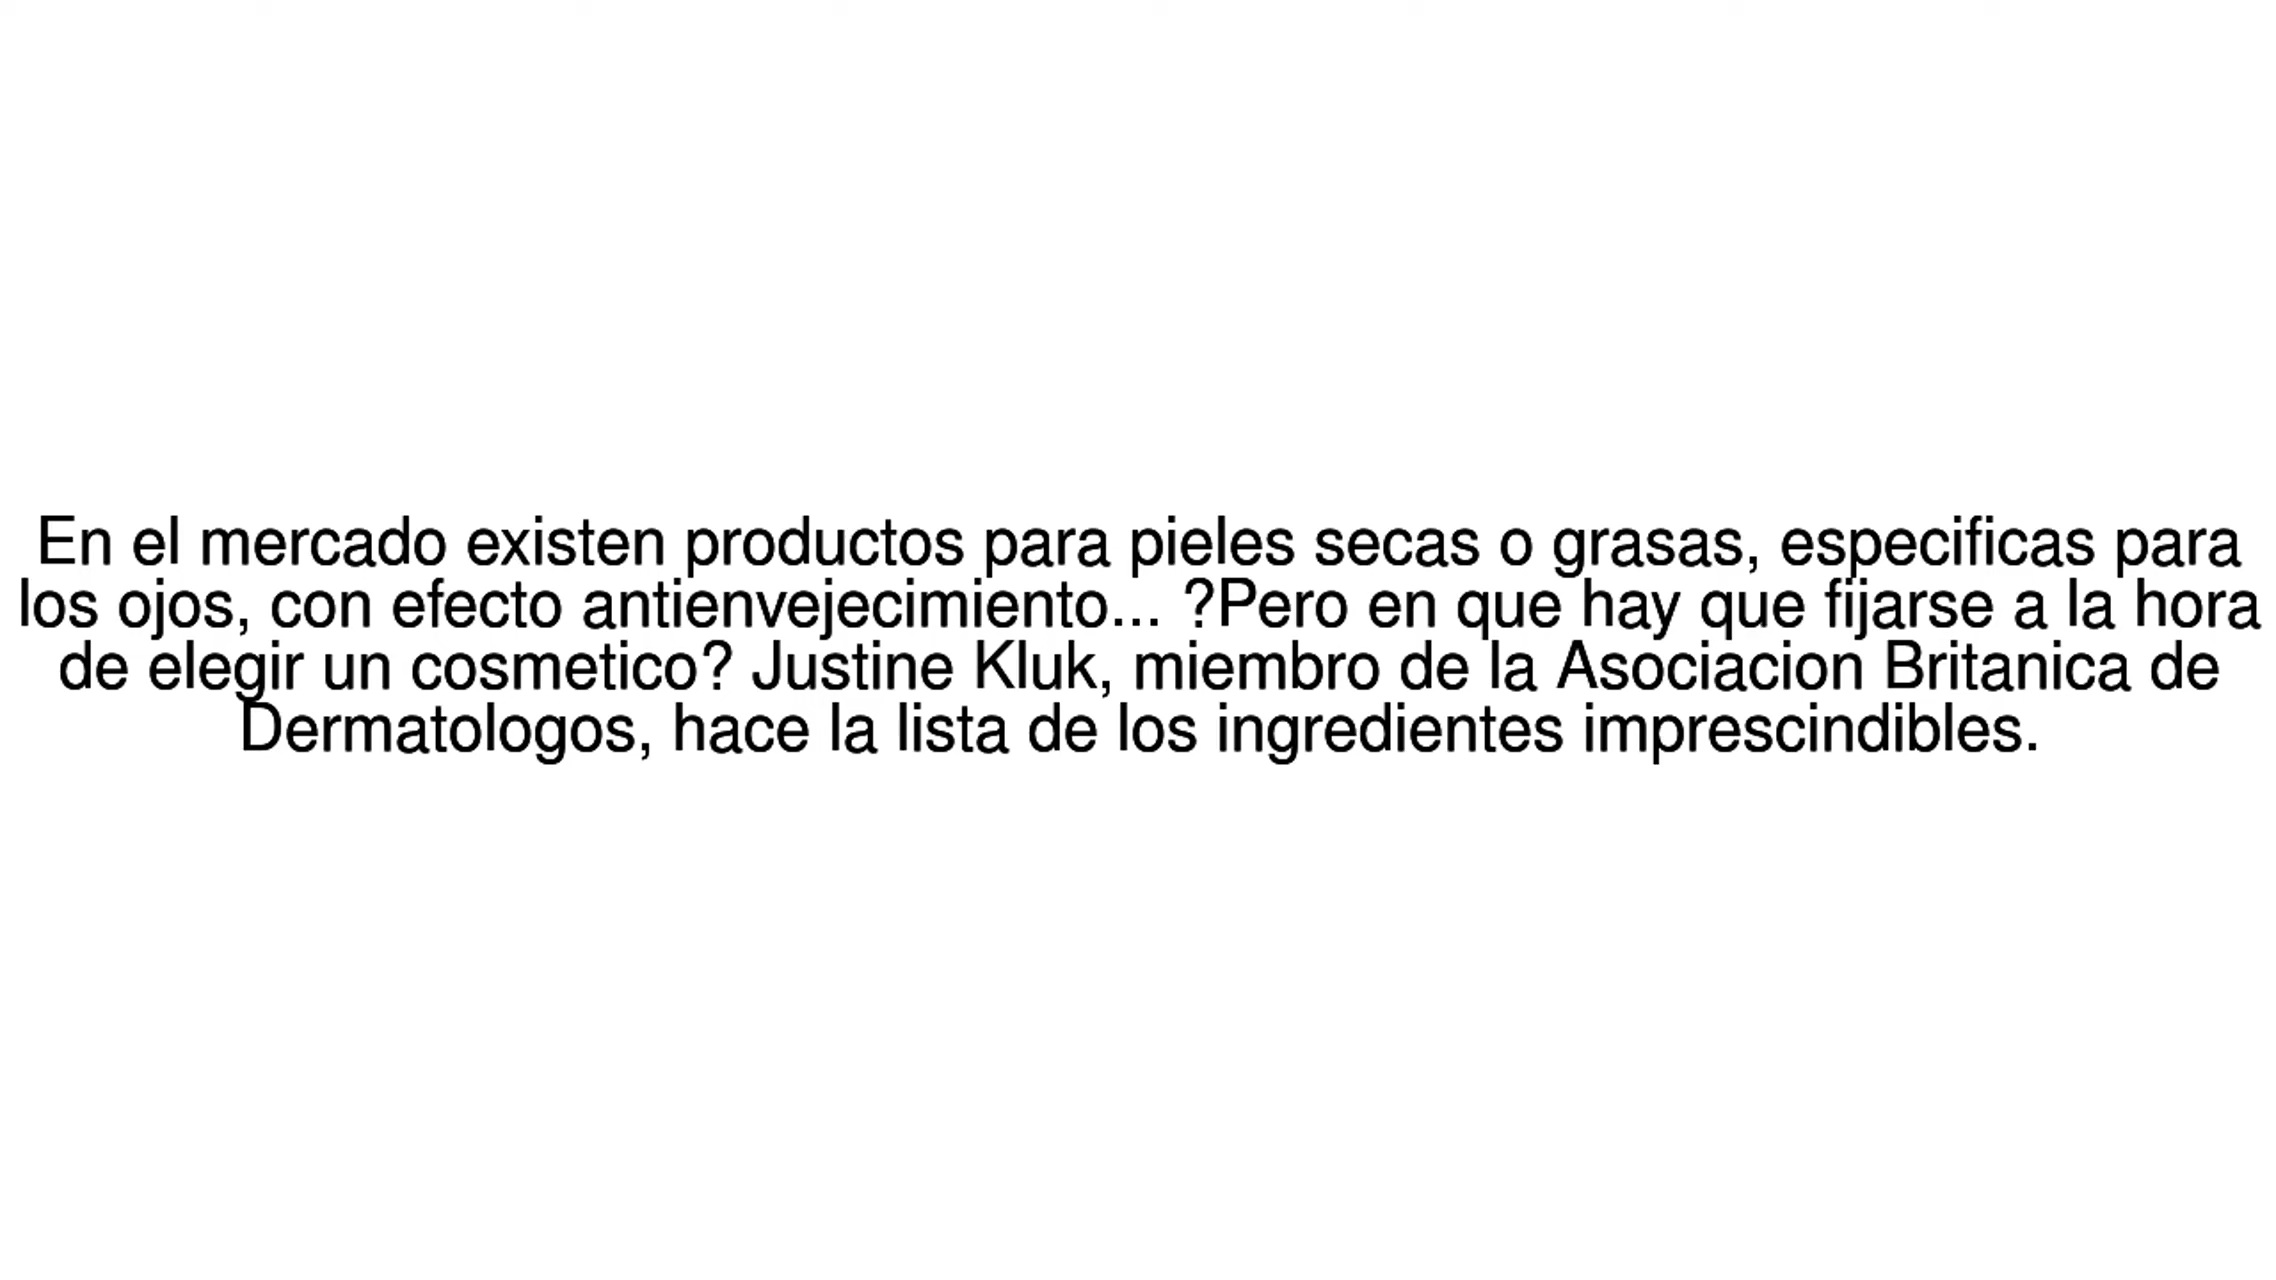 En el mercado existen productos para pieles secas o grasas, especificas para
los ojos, con efecto antienvejecimiento... ?Pero en que hay que fijarse a la hora
de elegir un cosmetico? Justine Kluk, miembro de la Asociacion Britanica de
Dermatologos, hace la lista de los ingredientes imprescindibles.